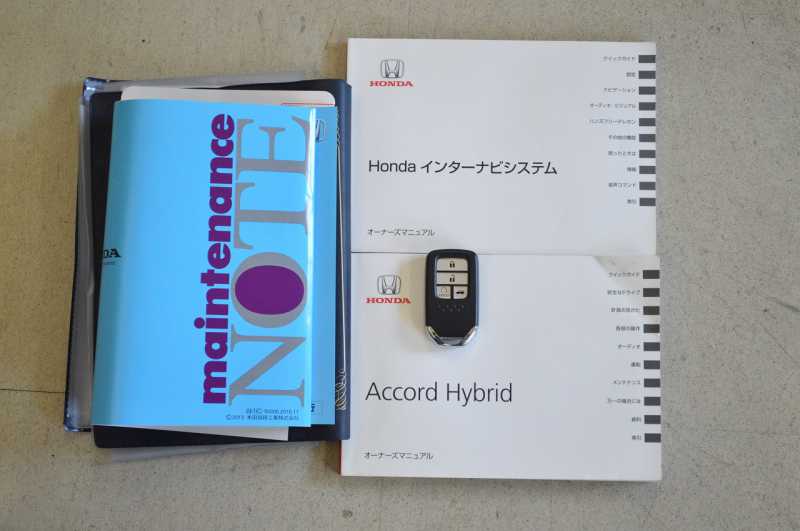 maintenance
NOTE
HONDA
Honda インターナビシステム
オーナーズマニュアル
クイックガイド
設定
ナビゲーション
オーディオ ビジュアル
ハンズフリーテレホン
その他の機能
困ったときは
情報
音声コマンド
索引
HONDA
Accord Hybrid
オーナーズマニュアル
クイックガイド
安全なドライブ
計器の見かた
各部の操作
オーディオ
運転
メンテナンス
万一の場合には
資料
索引